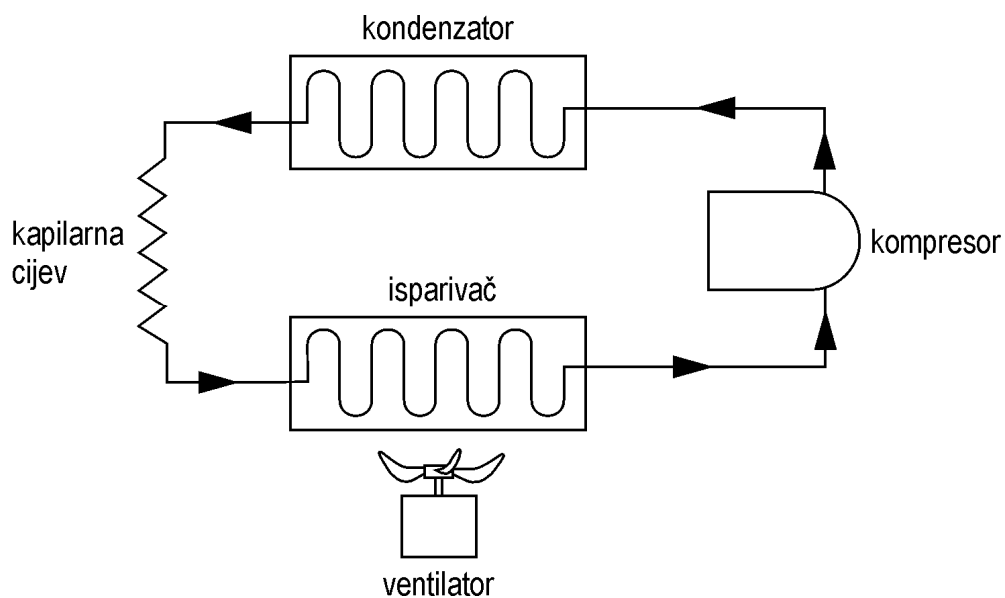 kondenzator
kapilarna
cijev
kompresor
isparivač
ventilator